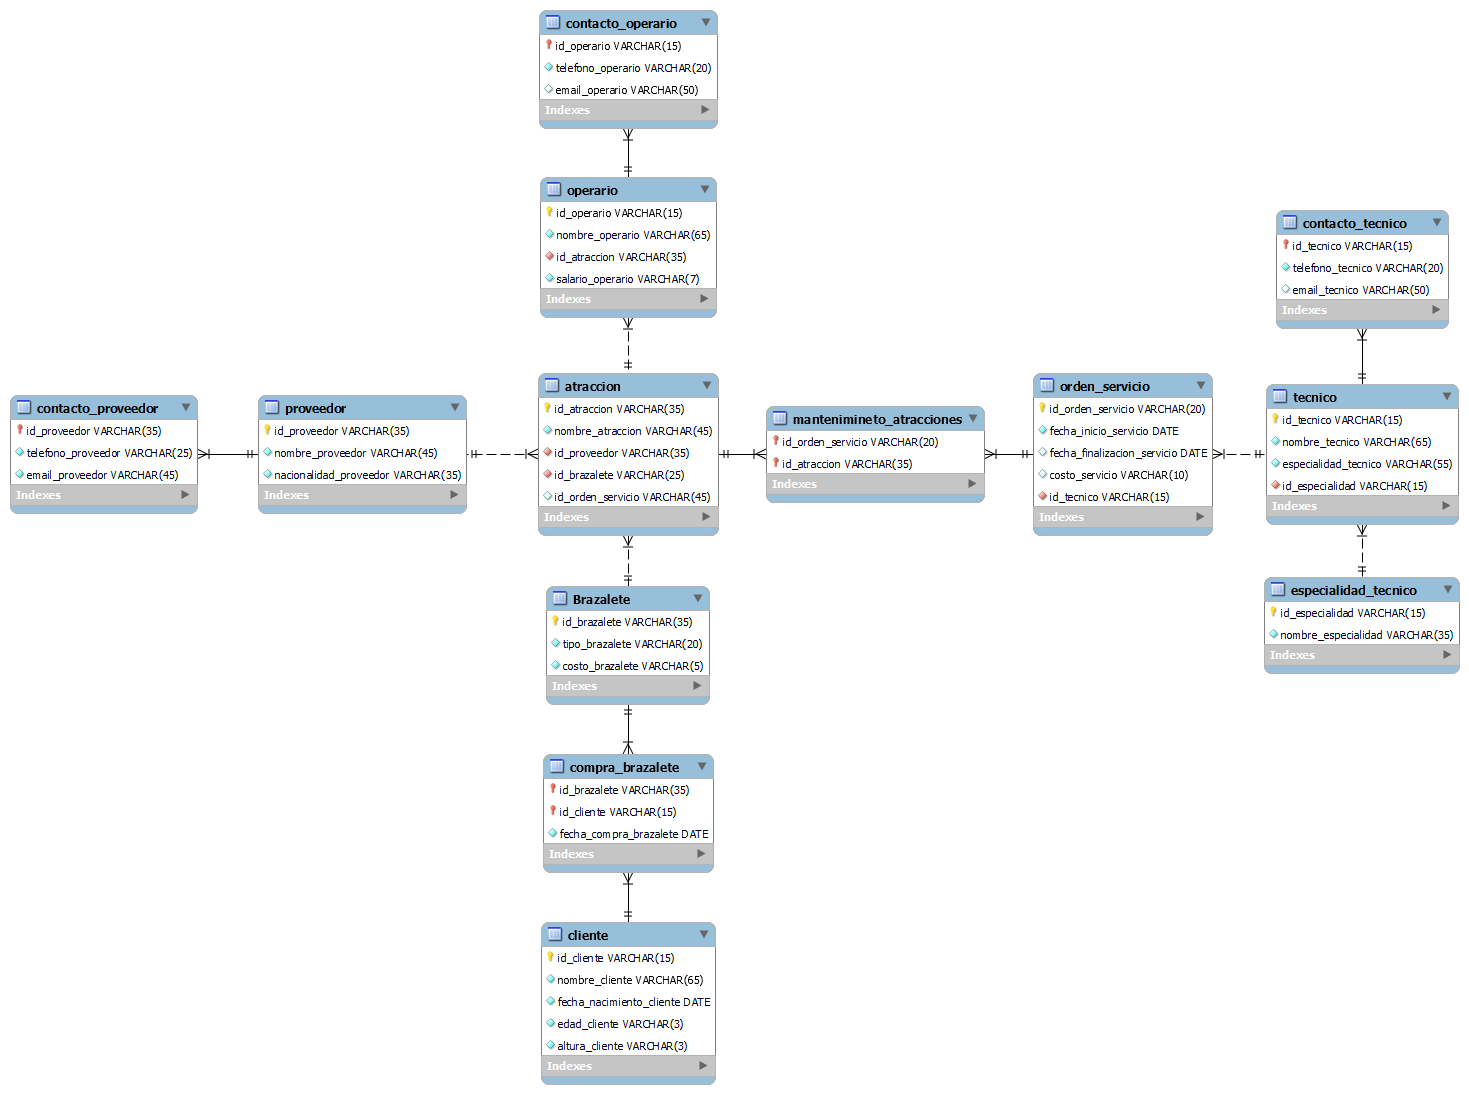 contacto_operario
id_operario VARCHAR(15)
telefono_operario VARCHAR(20)
email_operario VARCHAR(50)
Indexes
operario
id_operario VARCHAR(15)
nombre_operario VARCHAR(65)
id_atraccion VARCHAR(35)
salario_operario VARCHAR(7)
Indexes
contacto_tecnico
id_tecnico VARCHAR(15)
telefono_tecnico VARCHAR(20)
email_tecnico VARCHAR(50)
Indexes
contacto_proveedor
id_proveedor VARCHAR(35)
telefono_proveedor VARCHAR(25)
email_proveedor VARCHAR(45)
Indexes
proveedor
id_proveedor VARCHAR(35)
nombre_proveedor VARCHAR(45)
nacionalidad_proveedor VARCHAR(35)
Indexes
atraccion
id_atraccion VARCHAR(35)
nombre_atraccion VARCHAR(45)
id_proveedor VARCHAR(35)
id_brazalete VARCHAR(25)
id_orden_servicio VARCHAR(45)
Indexes
mantenimineto_atracciones
id_orden_servicio VARCHAR(20)
id_atraccion VARCHAR(35)
Indexes
orden_servicio
id_orden_servicio VARCHAR(20)
fecha_inicio_servicio DATE
fecha_finalizacion_servicio DATE
costo_servicio VARCHAR(10)
id_tecnico VARCHAR(15)
Indexes
tecnico
id_tecnico VARCHAR(15)
nombre_tecnico VARCHAR(65)
especialidad_tecnico VARCHAR(55)
id_especialidad VARCHAR(15)
Indexes
especialidad_tecnico
id_especialidad VARCHAR(15)
nombre_especialidad VARCHAR(35)
Indexes
Brazalete
id_brazalete VARCHAR(35)
tipo_brazalete VARCHAR(20)
costo_brazalete VARCHAR(5)
Indexes
compra_brazalete
id_brazalete VARCHAR(35)
id_cliente VARCHAR(15)
fecha_compra_brazalete DATE
Indexes
cliente
id_cliente VARCHAR(15)
nombre_cliente VARCHAR(65)
fecha_nacimiento_cliente DATE
edad_cliente VARCHAR(3)
altura_cliente VARCHAR(3)
Indexes